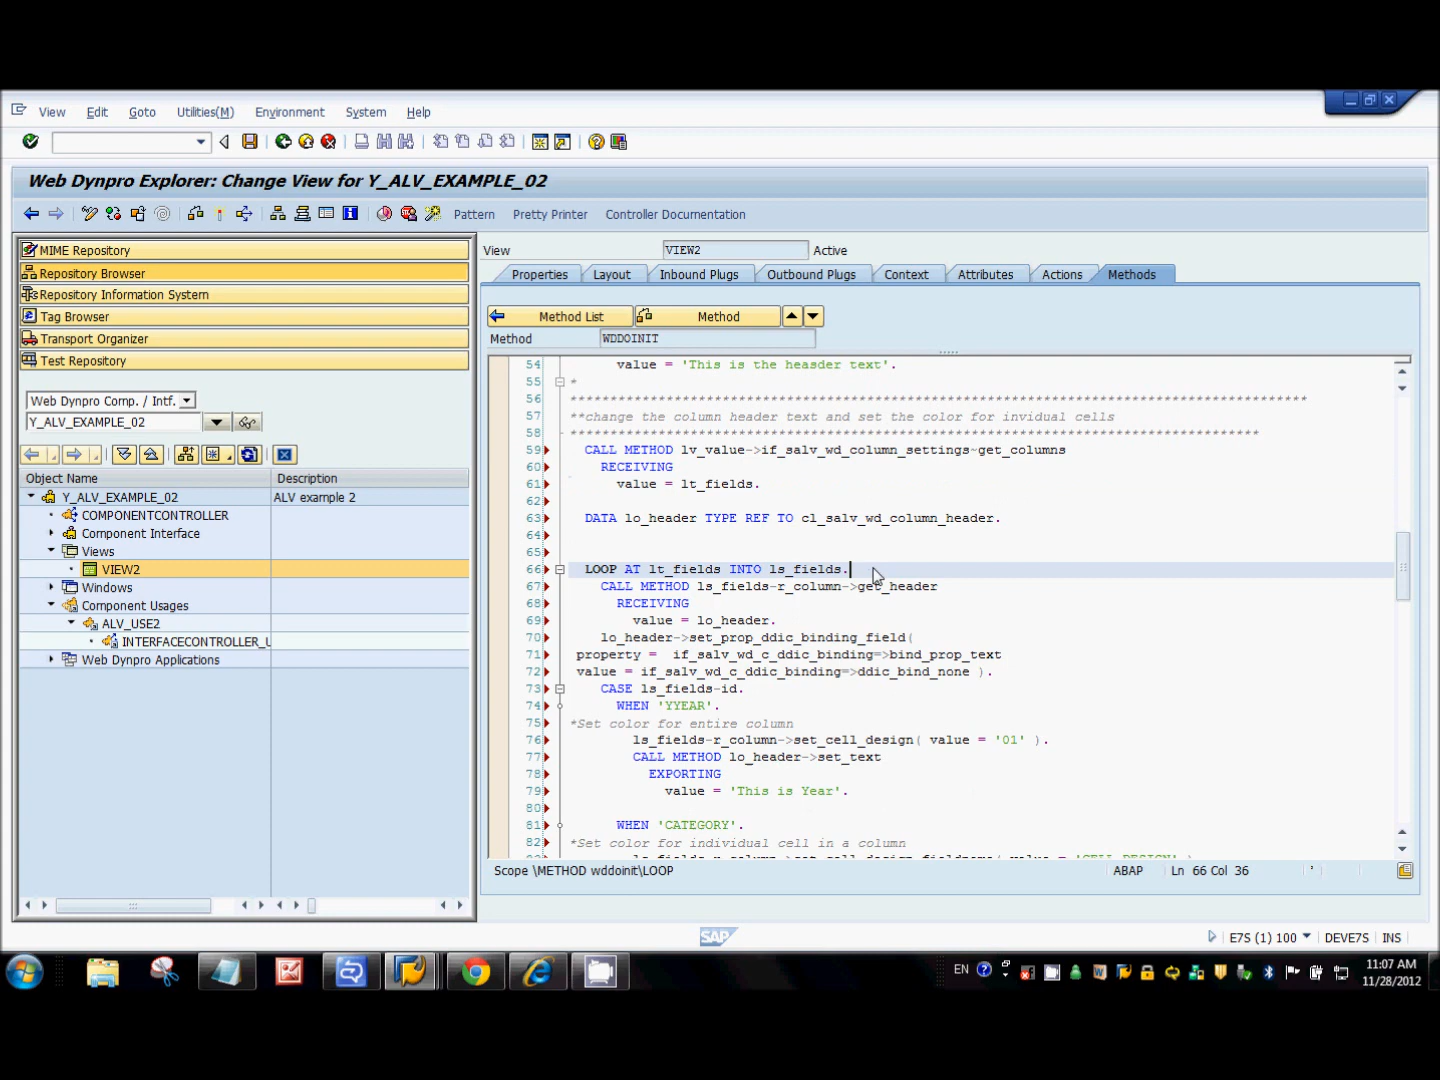 View Edit Goto Utilities(M) Environment System Help
Web Dynpro Explorer: Change View for Y_ALV_EXAMPLE_02
Pattern Pretty Printer Controller Documentation
MIME Repository
Repository Browser
Repository Information System
Tag Browser
Transport Organizer
Test Repository
Web Dynpro Comp. / Intf.
Y_ALV_EXAMPLE_02
Object Name Description
Y_ALV_EXAMPLE_02 ALV example 2
COMPONENTCONTROLLER
Component Interface
Views
VIEW2
Windows
Component Usages
ALV_USE2
INTERFACECONTROLLER_U
Web Dynpro Applications
View VIEW2 Active
Properties Layout Inbound Plugs Outbound Plugs Context Attributes Actions Methods
Method List Method
Method WDDOINIT
54 value = 'This is the heasder text'.
55 *
56 *******************************************************************************************
57 **change the column header text and set the color for invidual cells
58 *************************************************************************************
59 CALL METHOD lv_value->if_salv_wd_column_settings~get_columns
60 RECEIVING
61 value = lt_fields.
62
63 DATA lo_header TYPE REF TO cl_salv_wd_column_header.
64
65
66 LOOP AT lt_fields INTO ls_fields.
67 CALL METHOD ls_fields-r_column->get_header
68 RECEIVING
69 value = lo_header.
70 lo_header->set_prop_ddic_binding_field(
71 property = if_salv_wd_c_ddic_binding=>bind_prop_text
72 value = if_salv_wd_c_ddic_binding=>ddic_bind_none ).
73 CASE ls_fields-id.
74 WHEN 'YYEAR'.
75 *Set color for entire column
76 ls_fields-r_column->set_cell_design( value = '01' ).
77 CALL METHOD lo_header->set_text
78 EXPORTING
79 value = 'This is Year'.
80
81 WHEN 'CATEGORY'.
82 *Set color for individual cell in a column
Scope \METHOD wddoinit\LOOP ABAP Ln 66 Col 36
SAP
E7S (1) 100 DEVE7S INS
EN
11:07 AM
11/28/2012